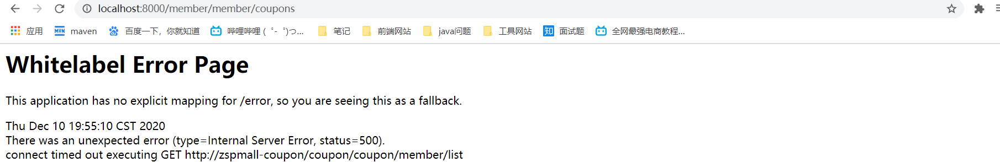 localhost:8000/member/member/coupons
应用 maven 百度一下，你就知道 哔哩哔哩 ( ゜- ゜)つ... 笔记 前端网站 java问题 工具网站 面试题 全网最强电商教程...
Whitelabel Error Page
This application has no explicit mapping for /error, so you are seeing this as a fallback.
Thu Dec 10 19:55:10 CST 2020
There was an unexpected error (type=Internal Server Error, status=500).
connect timed out executing GET http://zspmall-coupon/coupon/coupon/member/list